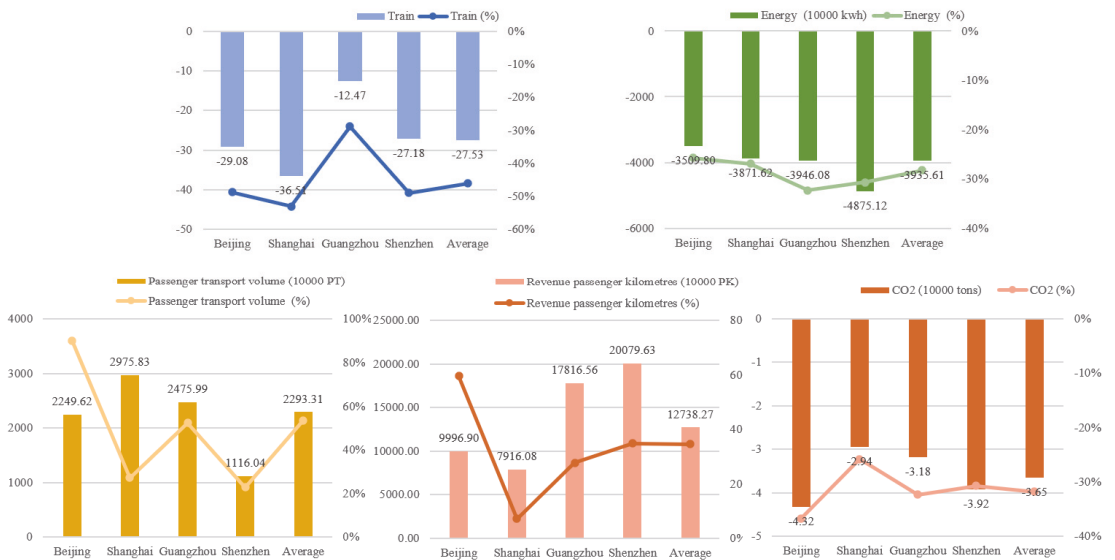 Train Train (%)
0 0%
-10 -10%
-20 -20%
-30 -30%
-40 -40%
-50 -50%
-60%
-29.08 -36.51 -12.47 -27.18 -27.53
Beijing Shanghai Guangzhou Shenzhen Average
Energy (10000 kwh) Energy (%)
0 0%
-2000 -10%
-4000 -20%
-6000 -30%
-40%
-3509.80 -3871.62 -3946.08 -4875.12 -3935.61
Beijing Shanghai Guangzhou Shenzhen Average
Passenger transport volume (10000 PT)
Passenger transport volume (%)
4000 100%
3000 80%
2000 60%
1000 40%
0 20%
0%
2249.62 2975.83 2475.99 1116.04 2293.31
Beijing Shanghai Guangzhou Shenzhen Average
Revenue passenger kilometres (10000 PK)
Revenue passenger kilometres (%)
25000.00 80
20000.00 60
15000.00 40
10000.00 20
5000.00 0%
0.00
9996.90 7916.08 17816.56 20079.63 12738.27
Beijing Shanghai Guangzhou Shenzhen Average
CO2 (10000 tons) CO2 (%)
0 0%
-1 -10%
-2 -20%
-3 -30%
-4 -40%
-5
-4.32 -2.94 -3.18 -3.92 -3.65
Beijing Shanghai Guangzhou Shenzhen Average